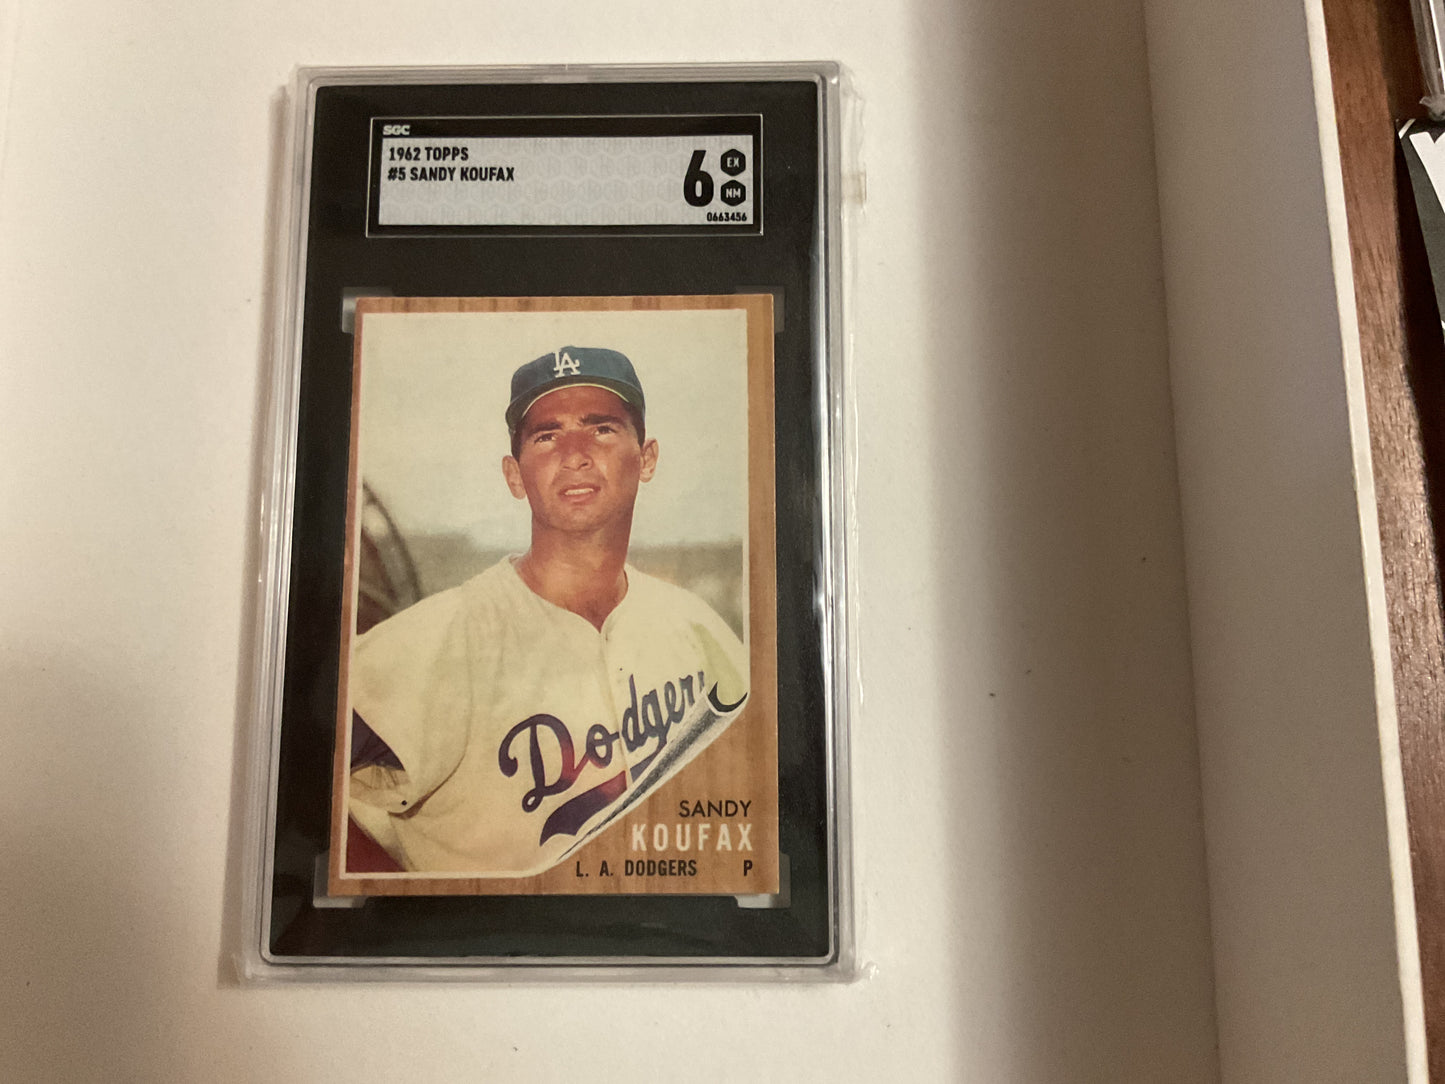 SGC
1962 TOPPS
#5 SANDY KOUFAX
6
EX
NM
0663456
LA
Dodgers
SANDY
KOUFAX
L. A. DODGERS P